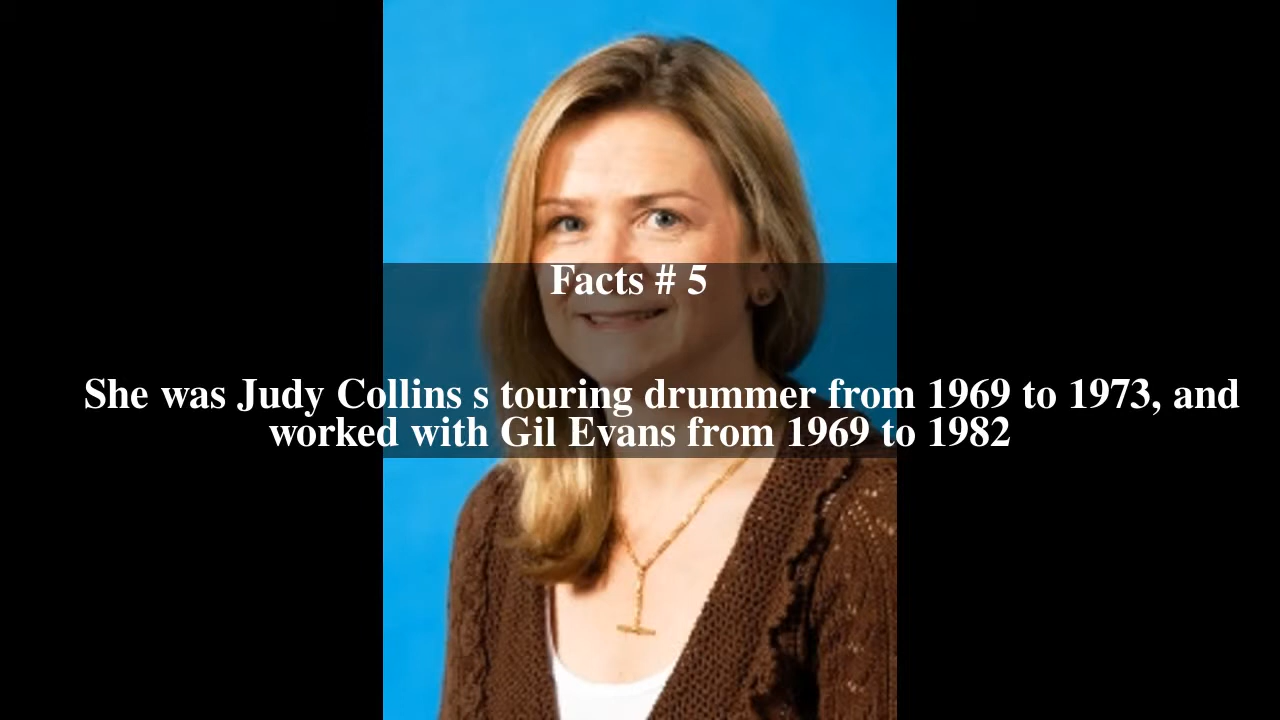 Facts # 5
She was Judy Collins s touring drummer from 1969 to 1973, and
worked with Gil Evans from 1969 to 1982